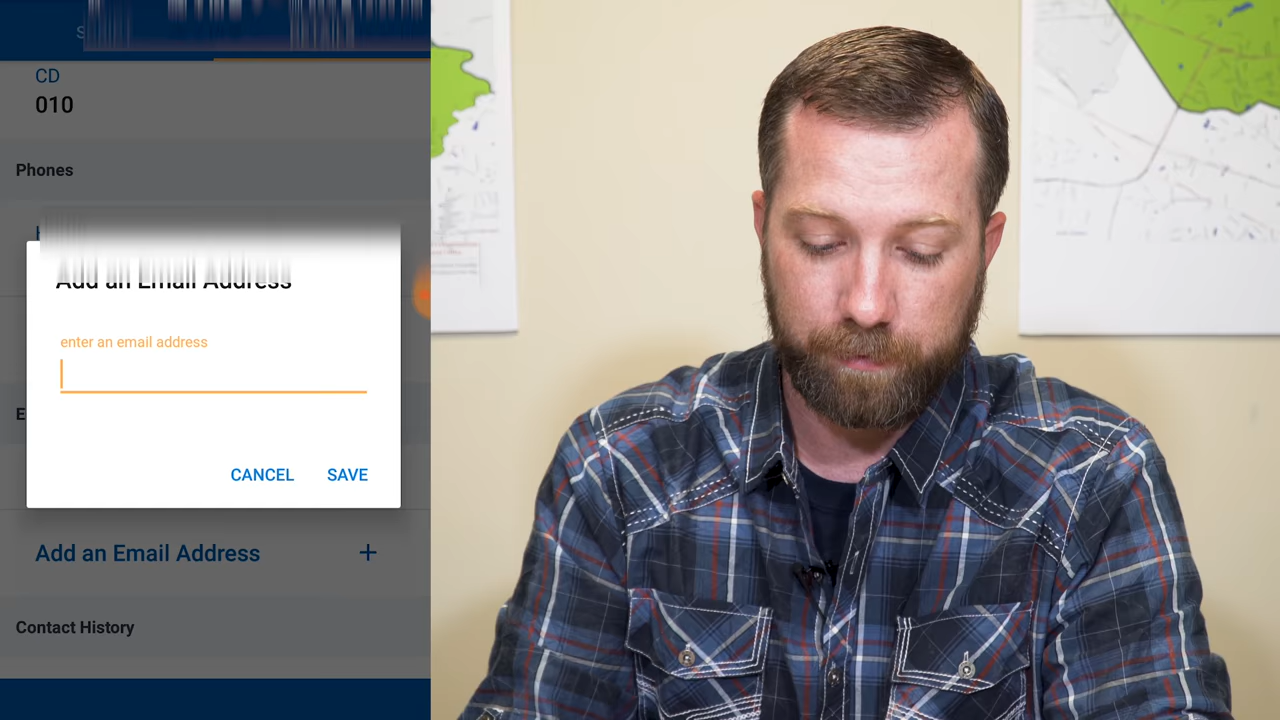 CD
010
Phones
Add an Email Address
enter an email address
CANCEL
SAVE
Add an Email Address +
Contact History